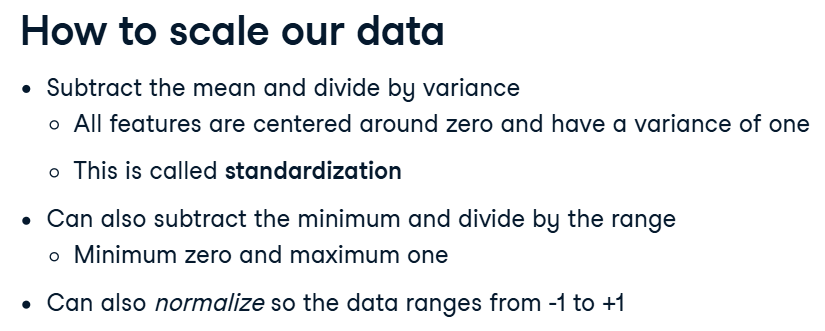 How to scale our data
• Subtract the mean and divide by variance
○ All features are centered around zero and have a variance of one
○ This is called standardization
• Can also subtract the minimum and divide by the range
○ Minimum zero and maximum one
• Can also normalize so the data ranges from -1 to +1